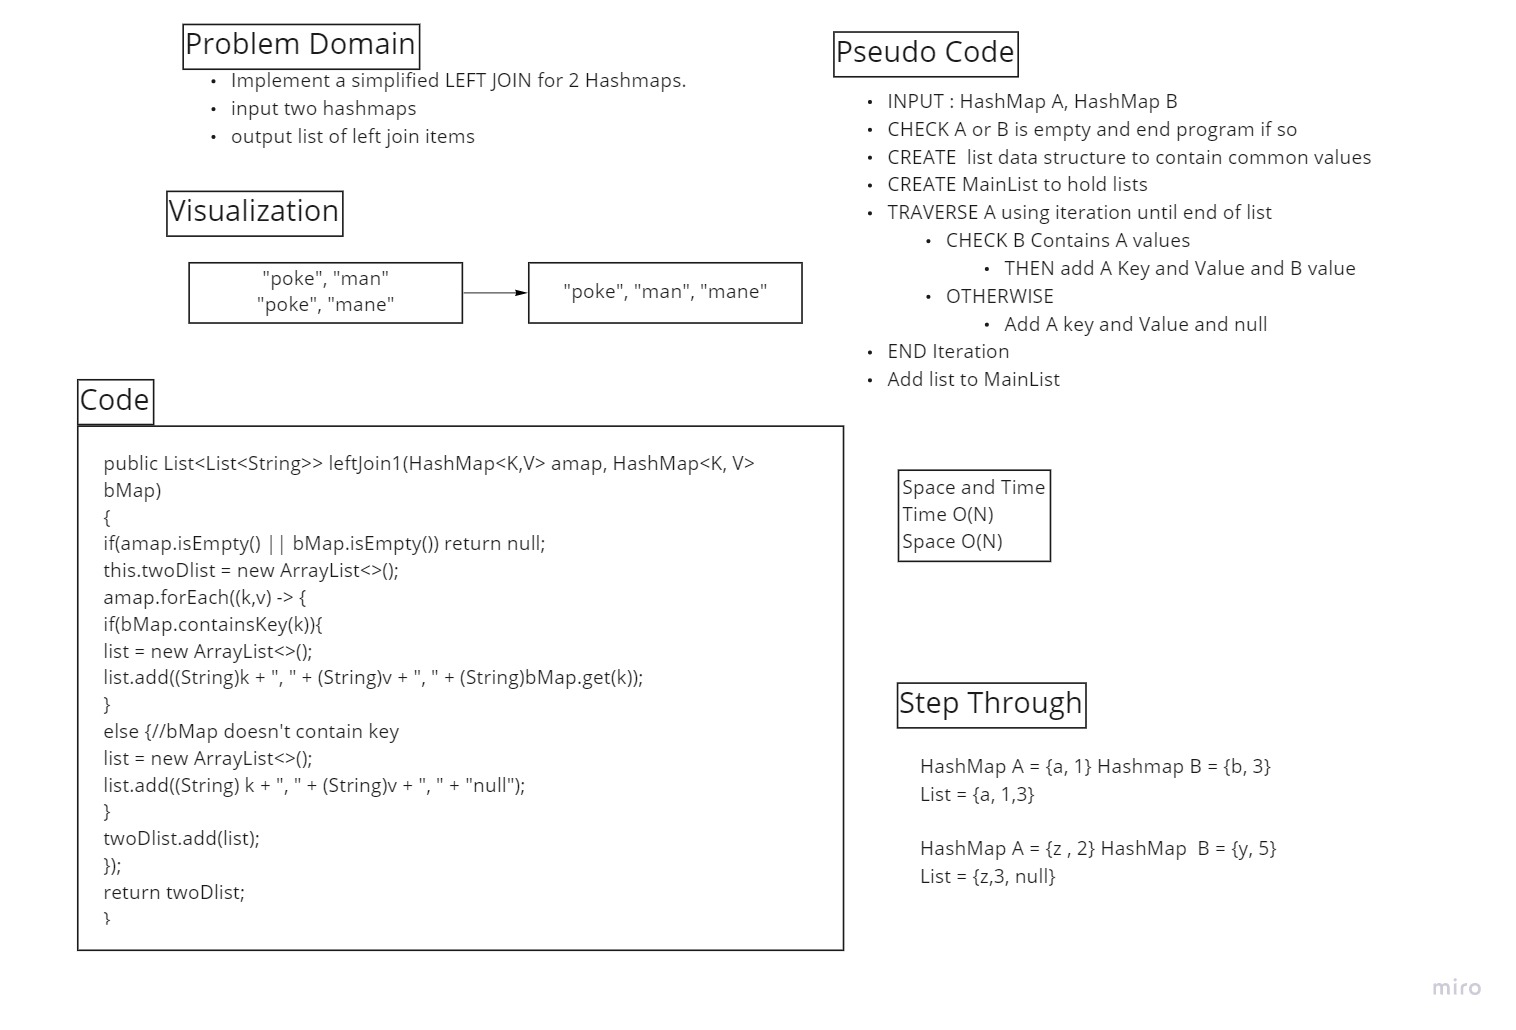 Problem Domain
• Implement a simplified LEFT JOIN for 2 Hashmaps.
• input two hashmaps
• output list of left join items
Visualization
"poke", "man"
"poke", "mane"
"poke", "man", "mane"
Code
public List<List<String>> leftJoin1(HashMap<K,V> amap, HashMap<K, V>
bMap)
{
if(amap.isEmpty() || bMap.isEmpty()) return null;
this.twoDlist = new ArrayList<>();
amap.forEach((k,v) -> {
if(bMap.containsKey(k)){
list = new ArrayList<>();
list.add((String)k + ", " + (String)v + ", " + (String)bMap.get(k));
}
else {//bMap doesn't contain key
list = new ArrayList<>();
list.add((String) k + ", " + (String)v + ", " + "null");
}
twoDlist.add(list);
});
return twoDlist;
}
Pseudo Code
• INPUT : HashMap A, HashMap B
• CHECK A or B is empty and end program if so
• CREATE  list data structure to contain common values
• CREATE MainList to hold lists
• TRAVERSE A using iteration until end of list
• CHECK B Contains A values
• THEN add A Key and Value and B value
• OTHERWISE
• Add A key and Value and null
• END Iteration
• Add list to MainList
Space and Time
Time O(N)
Space O(N)
Step Through
HashMap A = {a, 1} Hashmap B = {b, 3}
List = {a, 1,3}
HashMap A = {z , 2} HashMap  B = {y, 5}
List = {z,3, null}
miro